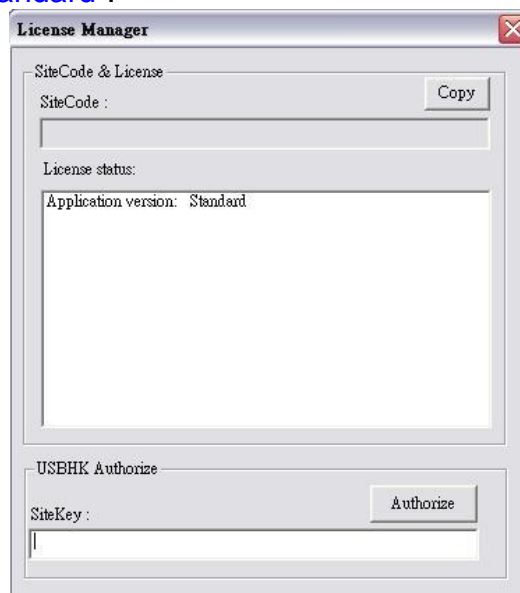 License Manager
SiteCode & License
SiteCode :
Copy
License status:
Application version: Standard
USBHK Authorize
SiteKey :
Authorize